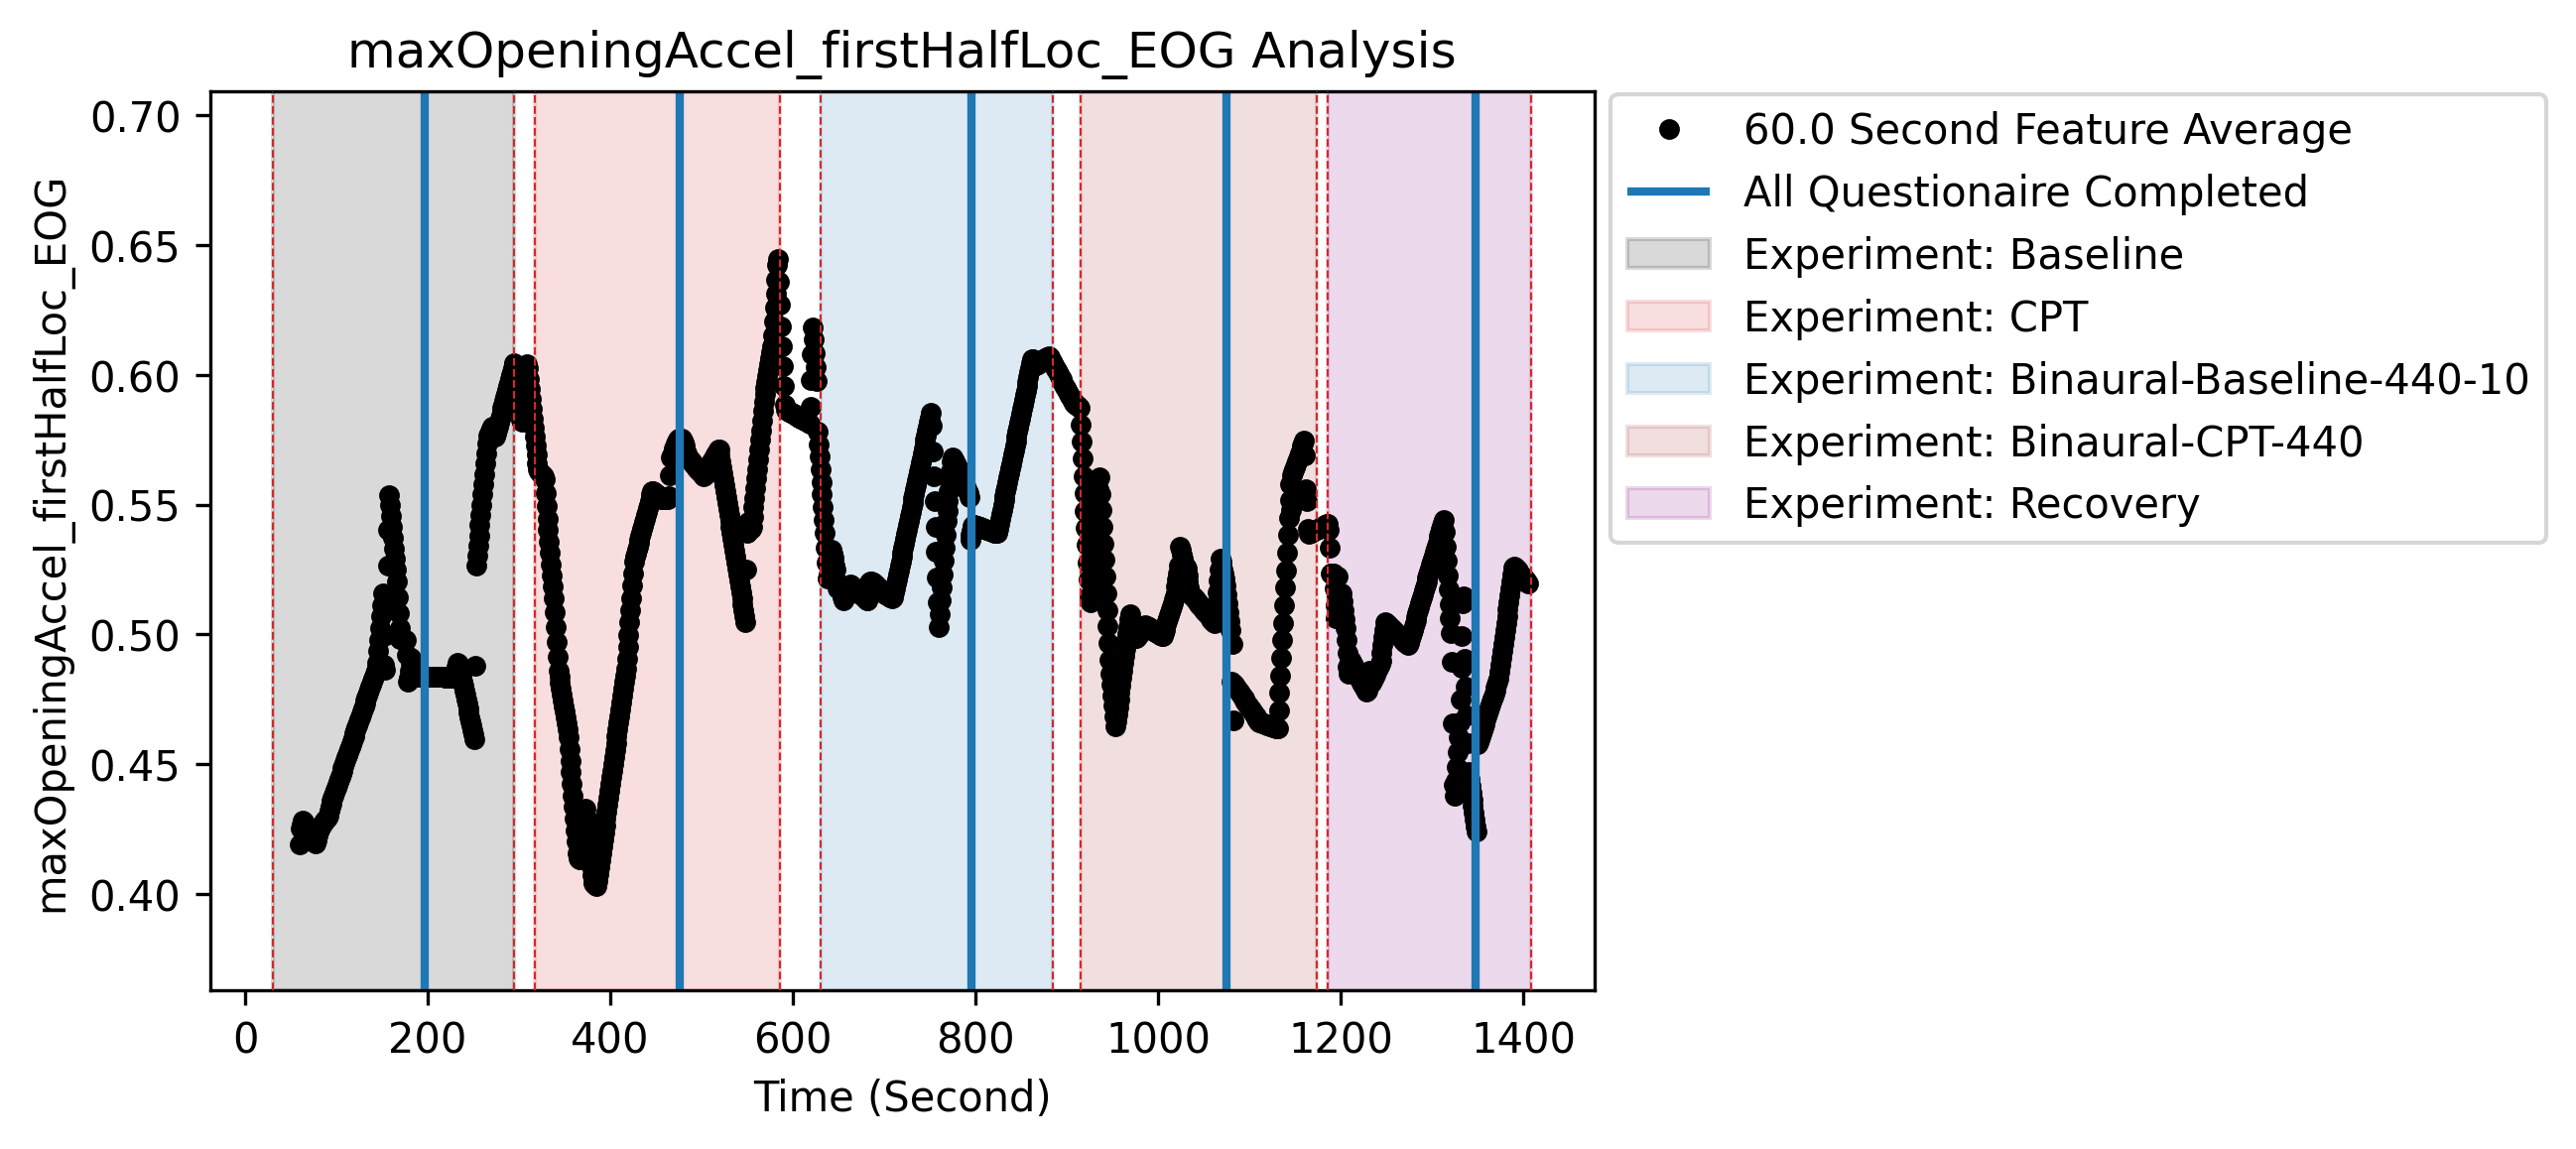 maxOpeningAccel_firstHalfLoc_EOG Analysis
maxOpeningAccel_firstHalfLoc_EOG
0.70
0.65
0.60
0.55
0.50
0.45
0.40
0 200 400 600 800 1000 1200 1400
Time (Second)
60.0 Second Feature Average
All Questionaire Completed
Experiment: Baseline
Experiment: CPT
Experiment: Binaural-Baseline-440-10
Experiment: Binaural-CPT-440
Experiment: Recovery